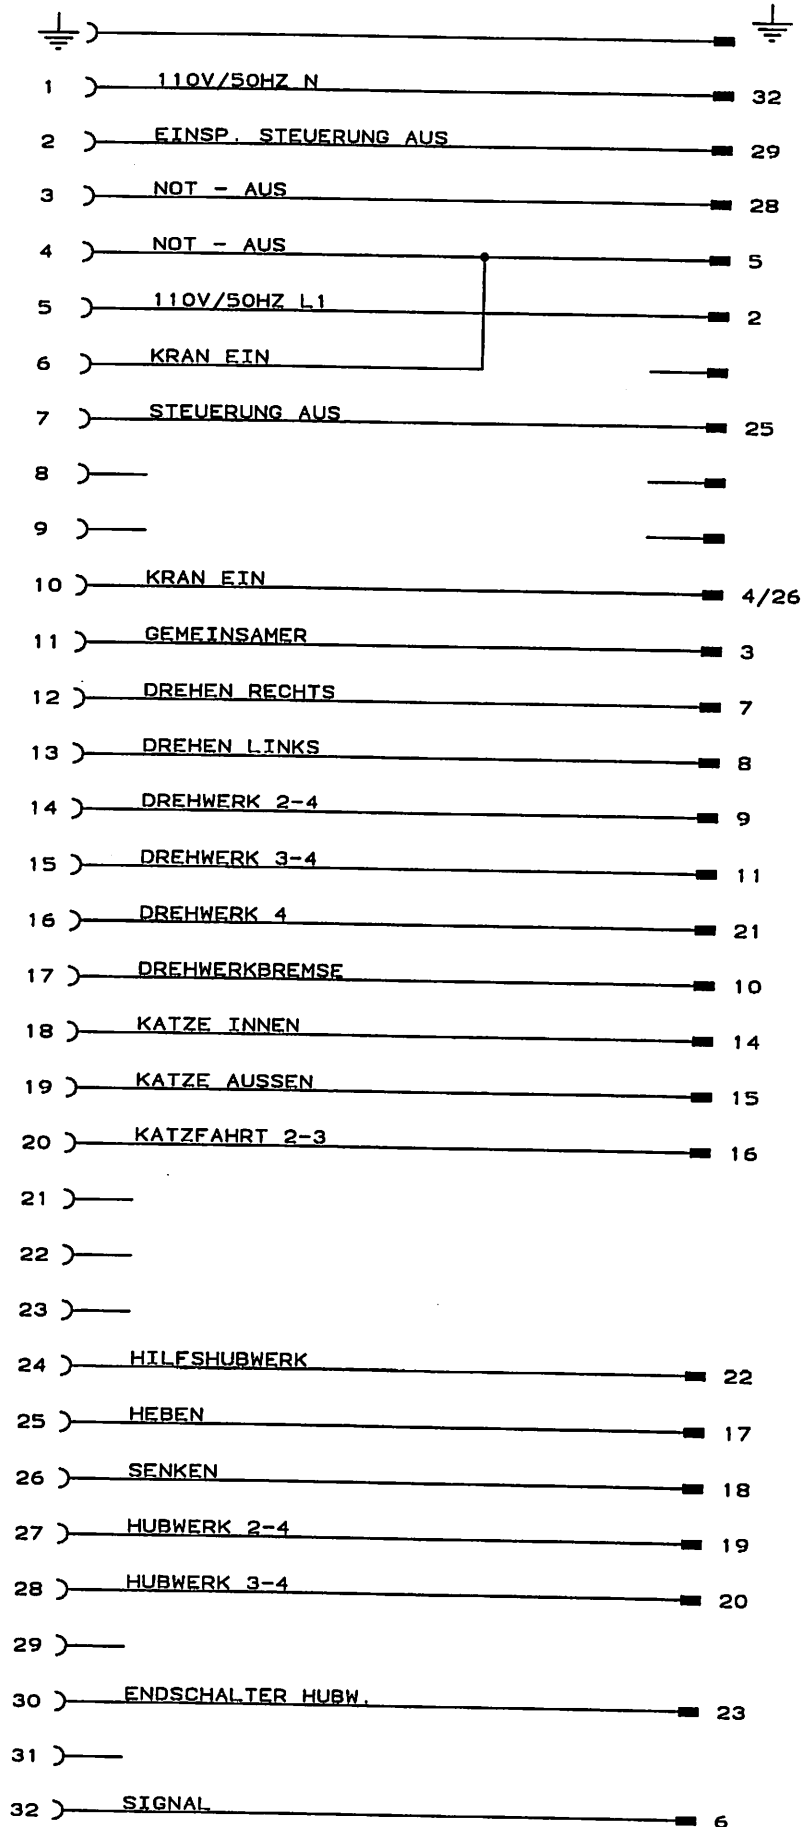 1 110V/50HZ N 32
2 EINSP. STEUERUNG AUS 29
3 NOT - AUS 28
4 NOT - AUS 5
5 110V/50HZ L1 2
6 KRAN EIN
7 STEUERUNG AUS 25
8
9
10 KRAN EIN 4/26
11 GEMEINSAMER 3
12 DREHEN RECHTS 7
13 DREHEN LINKS 8
14 DREHWERK 2-4 9
15 DREHWERK 3-4 11
16 DREHWERK 4 21
17 DREHWERKBREMSE 10
18 KATZE INNEN 14
19 KATZE AUSSEN 15
20 KATZFAHRT 2-3 16
21
22
23
24 HILFSHUBWERK 22
25 HEBEN 17
26 SENKEN 18
27 HUBWERK 2-4 19
28 HUBWERK 3-4 20
29
30 ENDSCHALTER HUBW. 23
31
32 SIGNAL 6